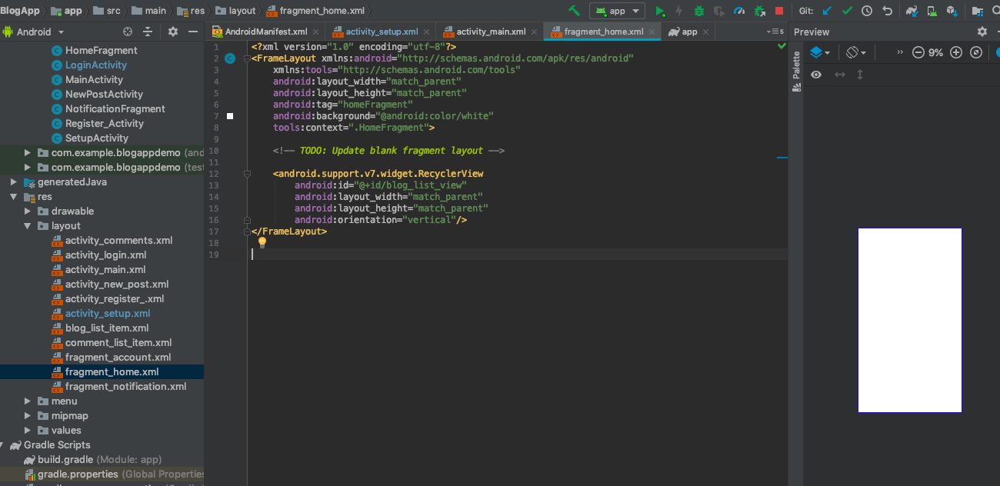 BlogApp app src main res layout fragment_home.xml app Git:
Android AndroidManifest.xml activity_setup.xml activity_main.xml fragment_home.xml app 6 Preview
HomeFragment
LoginActivity
MainActivity
NewPostActivity
NotificationFragment
Register_Activity
SetupActivity
com.example.blogappdemo (and
com.example.blogappdemo (test
generatedJava
res
drawable
layout
activity_comments.xml
activity_login.xml
activity_main.xml
activity_new_post.xml
activity_register_.xml
activity_setup.xml
blog_list_item.xml
comment_list_item.xml
fragment_account.xml
fragment_home.xml
fragment_notification.xml
menu
mipmap
values
Gradle Scripts
build.gradle (Module: app)
gradle.properties (Global Properties
1 <?xml version="1.0" encoding="utf-8"?>
2 <FrameLayout xmlns:android="http://schemas.android.com/apk/res/android"
3 xmlns:tools="http://schemas.android.com/tools"
4 android:layout_width="match_parent"
5 android:layout_height="match_parent"
6 android:tag="homeFragment"
7 android:background="@android:color/white"
8 tools:context=".HomeFragment">
9
10 <!-- TODO: Update blank fragment layout -->
11
12 <android.support.v7.widget.RecyclerView
13 android:id="@+id/blog_list_view"
14 android:layout_width="match_parent"
15 android:layout_height="match_parent"
16 android:orientation="vertical"/>
17 </FrameLayout>
18
19
Palette
9%